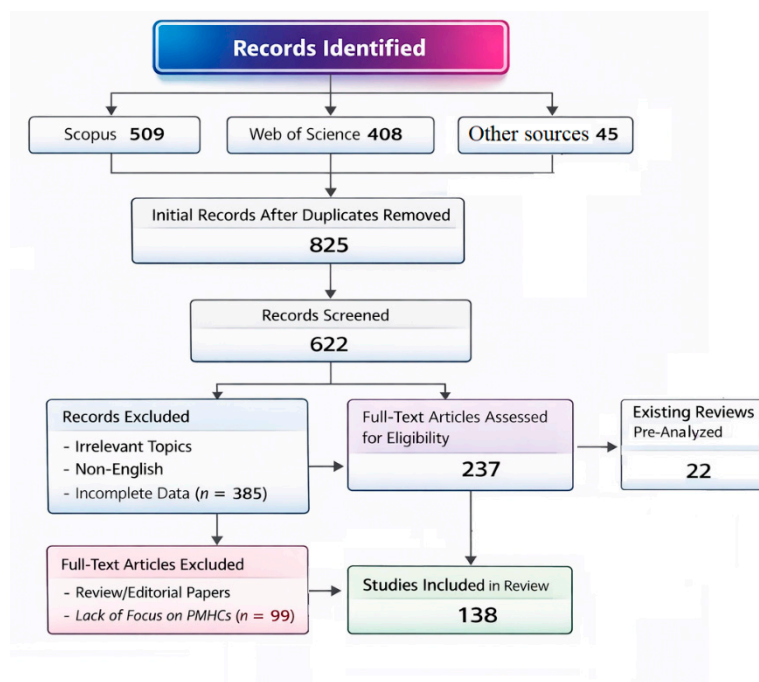 Records Identified
Scopus 509
Web of Science 408
Other sources 45
Initial Records After Duplicates Removed
825
Records Screened
622
Records Excluded
- Irrelevant Topics
- Non-English
- Incomplete Data (n = 385)
Full-Text Articles Assessed
for Eligibility
237
Existing Reviews
Pre-Analyzed
22
Full-Text Articles Excluded
- Review/Editorial Papers
- Lack of Focus on PMHCs (n = 99)
Studies Included in Review
138